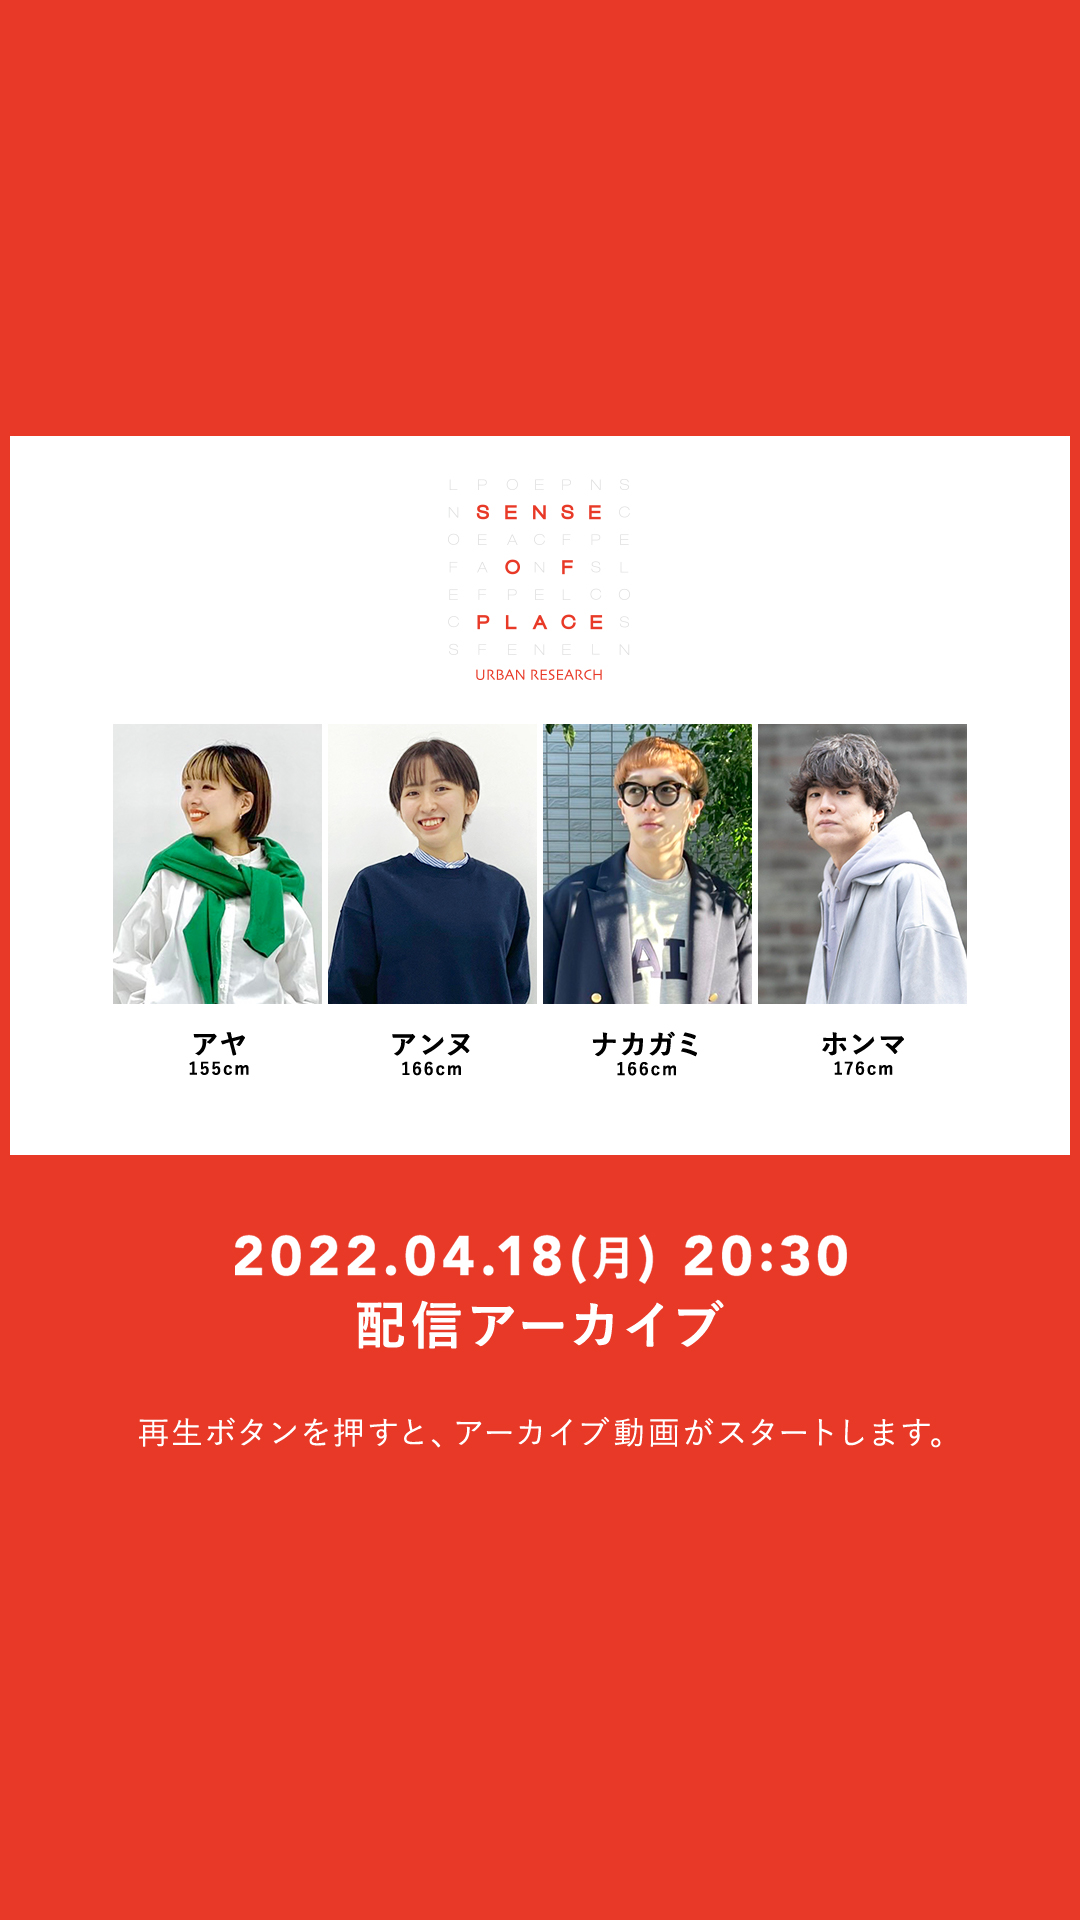 L P O E P N S
N S E N S E C
O E A C F P E
F A O N F S L
E F P E L C O
C P L A C E S
S F E N E L N
URBAN RESEARCH
アヤ アンヌ ナカガミ ホンマ
155cm 166cm 166cm 176cm
AL
2022.04.18(月) 20:30
配信アーカイブ
再生ボタンを押すと、アーカイブ動画がスタートします。